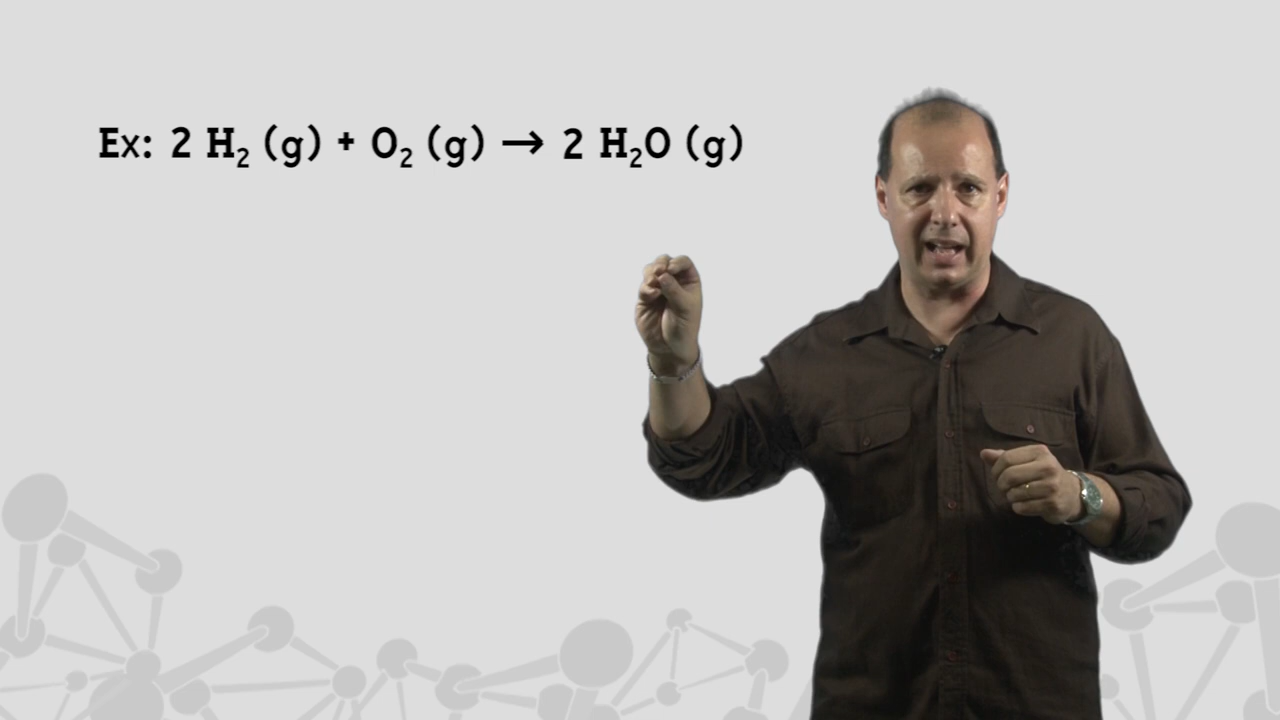 Ex: 2 H₂ (g) + O₂ (g) → 2 H₂O (g)